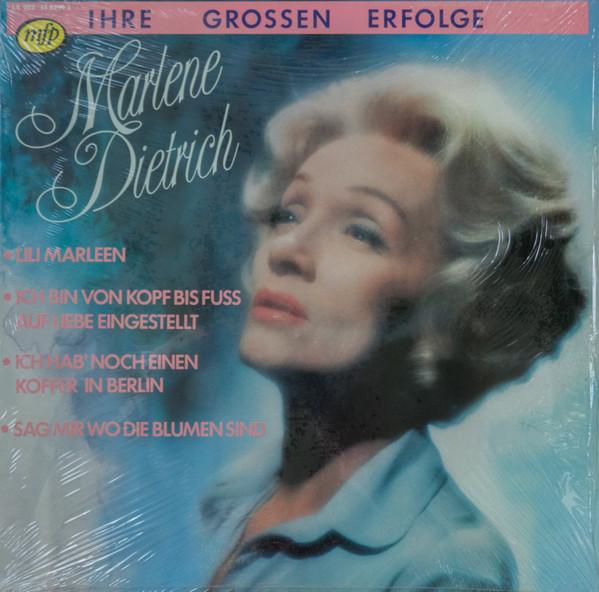 IHRE GROSSEN ERFOLGE
mfp
Marlene
Dietrich
• LILI MARLEEN
• ICH BIN VON KOPF BIS FUSS
AUF LIEBE EINGESTELLT
• ICH HAB' NOCH EINEN
KOFFER IN BERLIN
• SAG MIR WO DIE BLUMEN SIND